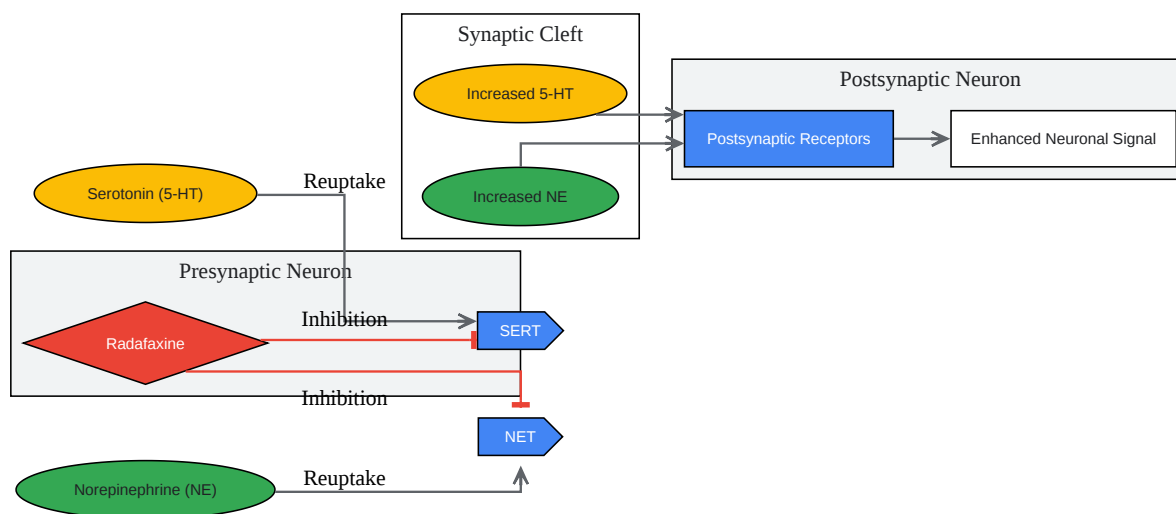 Synaptic Cleft
Increased 5-HT
Increased NE
Postsynaptic Neuron
Postsynaptic Receptors
Enhanced Neuronal Signal
Serotonin (5-HT)
Reuptake
Presynaptic Neuron
Radafaxine
Inhibition
SERT
Inhibition
NET
Norepinephrine (NE)
Reuptake